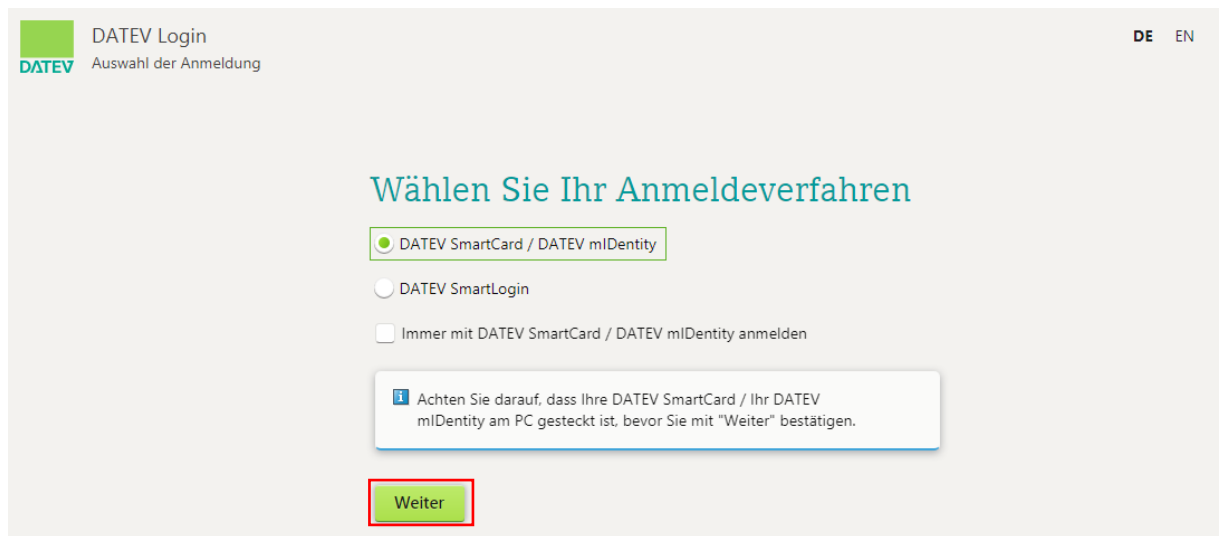 DATEV Login
DE EN
DATEV
Auswahl der Anmeldung
Wählen Sie Ihr Anmeldeverfahren
DATEV SmartCard / DATEV mIDentity
DATEV SmartLogin
Immer mit DATEV SmartCard / DATEV mIDentity anmelden
i Achten Sie darauf, dass Ihre DATEV SmartCard / Ihr DATEV
mIDentity am PC gesteckt ist, bevor Sie mit "Weiter" bestätigen.
Weiter